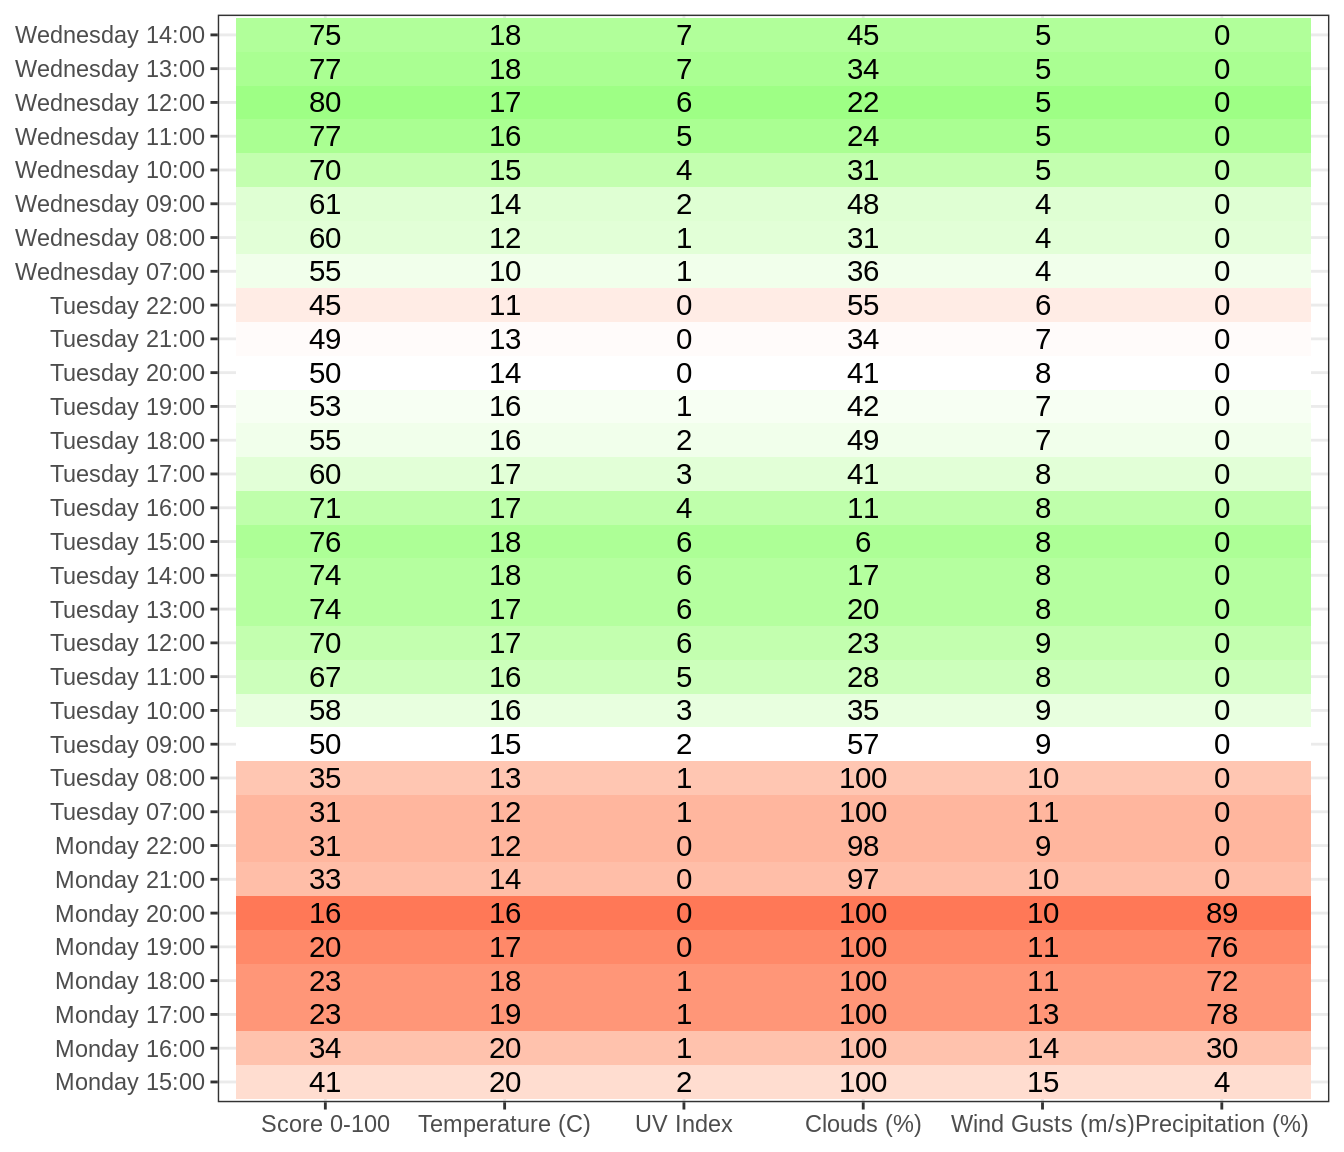 Wednesday 14:00 75 18 7 45 5 0
Wednesday 13:00 77 18 7 34 5 0
Wednesday 12:00 80 17 6 22 5 0
Wednesday 11:00 77 16 5 24 5 0
Wednesday 10:00 70 15 4 31 5 0
Wednesday 09:00 61 14 2 48 4 0
Wednesday 08:00 60 12 1 31 4 0
Wednesday 07:00 55 10 1 36 4 0
Tuesday 22:00 45 11 0 55 6 0
Tuesday 21:00 49 13 0 34 7 0
Tuesday 20:00 50 14 0 41 8 0
Tuesday 19:00 53 16 1 42 7 0
Tuesday 18:00 55 16 2 49 7 0
Tuesday 17:00 60 17 3 41 8 0
Tuesday 16:00 71 17 4 11 8 0
Tuesday 15:00 76 18 6 6 8 0
Tuesday 14:00 74 18 6 17 8 0
Tuesday 13:00 74 17 6 20 8 0
Tuesday 12:00 70 17 6 23 9 0
Tuesday 11:00 67 16 5 28 8 0
Tuesday 10:00 58 16 3 35 9 0
Tuesday 09:00 50 15 2 57 9 0
Tuesday 08:00 35 13 1 100 10 0
Tuesday 07:00 31 12 1 100 11 0
Monday 22:00 31 12 0 98 9 0
Monday 21:00 33 14 0 97 10 0
Monday 20:00 16 16 0 100 10 89
Monday 19:00 20 17 0 100 11 76
Monday 18:00 23 18 1 100 11 72
Monday 17:00 23 19 1 100 13 78
Monday 16:00 34 20 1 100 14 30
Monday 15:00 41 20 2 100 15 4
Score 0-100 Temperature (C) UV Index Clouds (%) Wind Gusts (m/s) Precipitation (%)